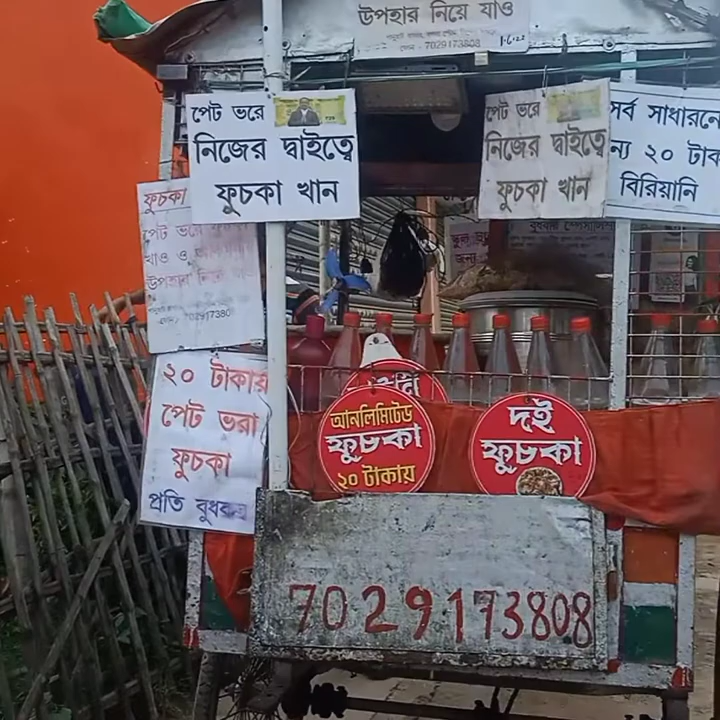 উপহার নিয়ে যাও
ফোন - 7029173808
পেট ভরে
নিজের দ্বাইত্বে
ফুচকা খান
পেট ভরে
নিজের দ্বাইত্বে
ফুচকা খান
সর্ব সাধারনে
ন্য ২০ টাক
বিরিয়ানি
ফুচকা
পেট ভরে
খাও ও
উপহার নিয়ে যাও
২০ টাকায়
পেট ভরা
ফুচকা
প্রতি বুধবার
আনলিমিটেড
ফুচকা
২০ টাকায়
দই
ফুচকা
7029173808